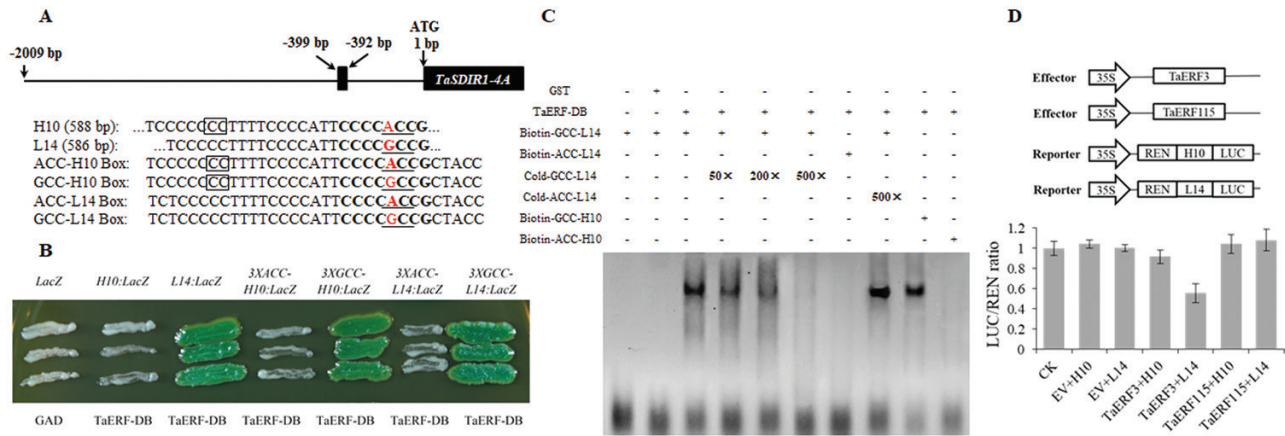 A
-2009 bp
-399 bp
-392 bp
ATG
1 bp
TaSDIR1-4A
H10 (588 bp): ...TCCCCCCCTTTTCCCCATTCCCCACCG...
L14 (586 bp): ...TCCCCCTTTTCCCCATTCCCCGCCG...
ACC-H10 Box: TCCCCCCCTTTTCCCCATTCCCCACCGCTACC
GCC-H10 Box: TCCCCCCCTTTTCCCCATTCCCCGCCGCTACC
ACC-L14 Box: TCTCCCCCTTTTCCCCATTCCCCACCGCTACC
GCC-L14 Box: TCTCCCCCTTTTCCCCATTCCCCGCCGCTACC
B
LacZ H10:LacZ L14:LacZ 3XACC-H10:LacZ 3XGCC-H10:LacZ 3XACC-L14:LacZ 3XGCC-L14:LacZ
GAD TaERF-DB TaERF-DB TaERF-DB TaERF-DB TaERF-DB TaERF-DB
C
GST - + - - - - - - - -
TaERF-DB - - + + + + + + + +
Biotin-GCC-L14 + + + + + + - + - -
Biotin-ACC-L14 - - - - - - + - - -
Cold-GCC-L14 - - - 50× 200× 500× - - - -
Cold-ACC-L14 - - - - - - - 500× - -
Biotin-GCC-H10 - - - - - - - - + -
Biotin-ACC-H10 - - - - - - - - - +
D
Effector 35S TaERF3
Effector 35S TaERF115
Reporter 35S REN H10 LUC
Reporter 35S REN L14 LUC
LUC/REN ratio
1.2
1
0.8
0.6
0.4
0.2
0
CK
EV+H10
EV+L14
TaERF3+H10
TaERF3+L14
TaERF115+H10
TaERF115+L14